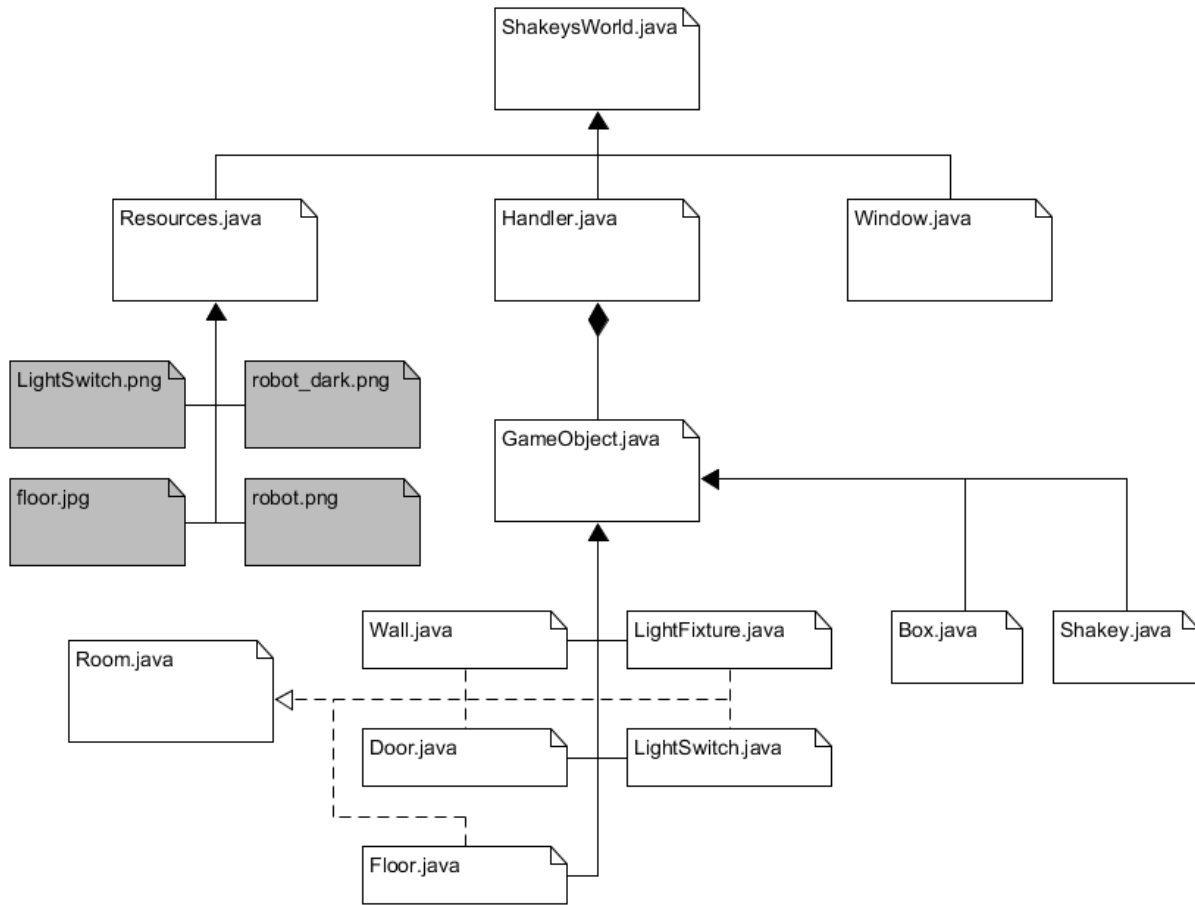 ShakeysWorld.java
Resources.java
Handler.java
Window.java
LightSwitch.png
robot_dark.png
GameObject.java
floor.jpg
robot.png
Wall.java
LightFixture.java
Box.java
Shakey.java
Room.java
Door.java
LightSwitch.java
Floor.java